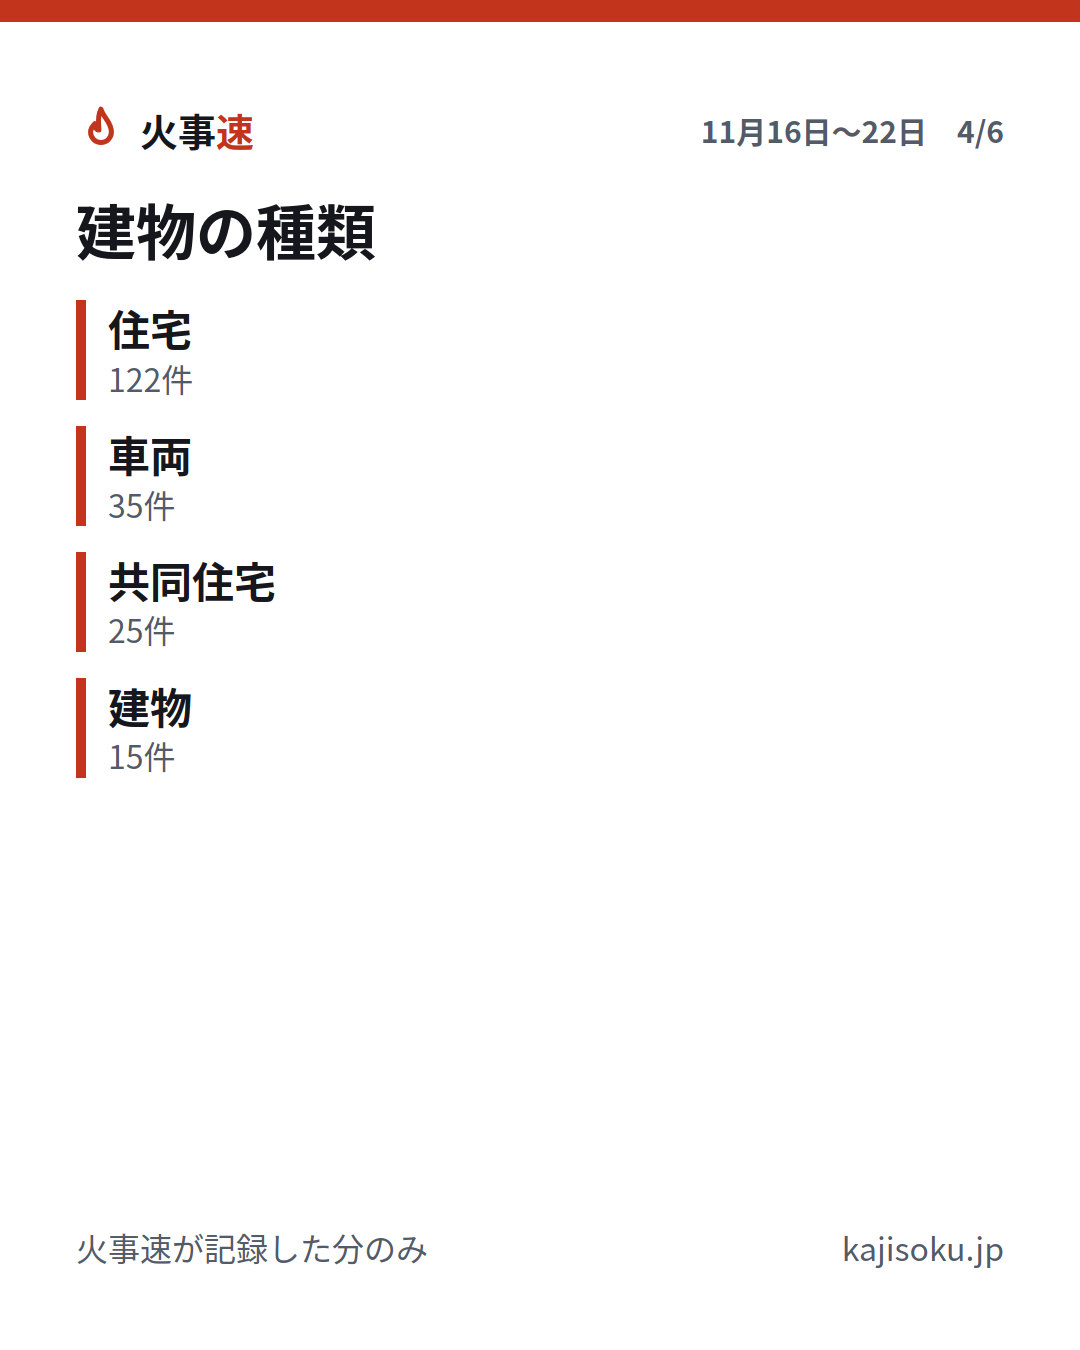 火事速
11月16日〜22日 4/6
建物の種類
住宅
122件
車両
35件
共同住宅
25件
建物
15件
火事速が記録した分のみ
kajisoku.jp